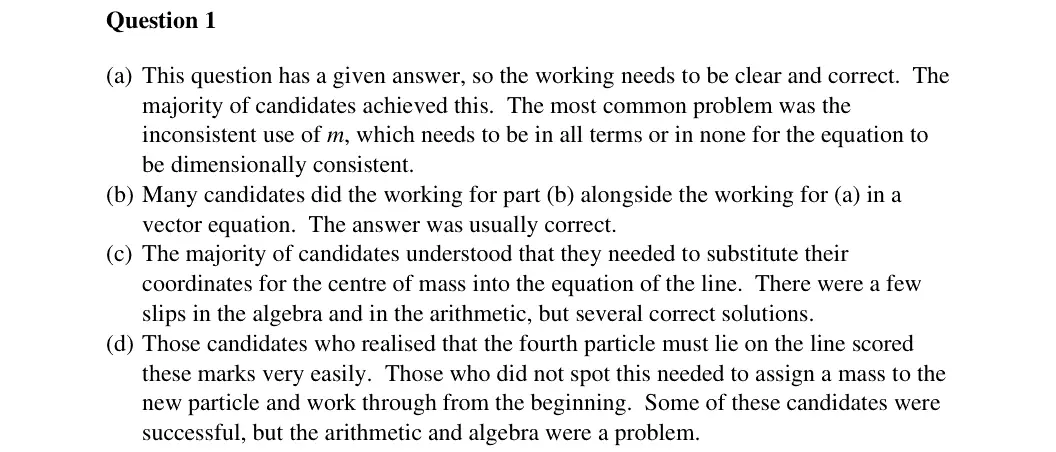 Question 1
(a) This question has a given answer, so the working needs to be clear and correct.  The
majority of candidates achieved this.  The most common problem was the
inconsistent use of m, which needs to be in all terms or in none for the equation to
be dimensionally consistent.
(b) Many candidates did the working for part (b) alongside the working for (a) in a
vector equation.  The answer was usually correct.
(c) The majority of candidates understood that they needed to substitute their
coordinates for the centre of mass into the equation of the line.  There were a few
slips in the algebra and in the arithmetic, but several correct solutions.
(d) Those candidates who realised that the fourth particle must lie on the line scored
these marks very easily.  Those who did not spot this needed to assign a mass to the
new particle and work through from the beginning.  Some of these candidates were
successful, but the arithmetic and algebra were a problem.